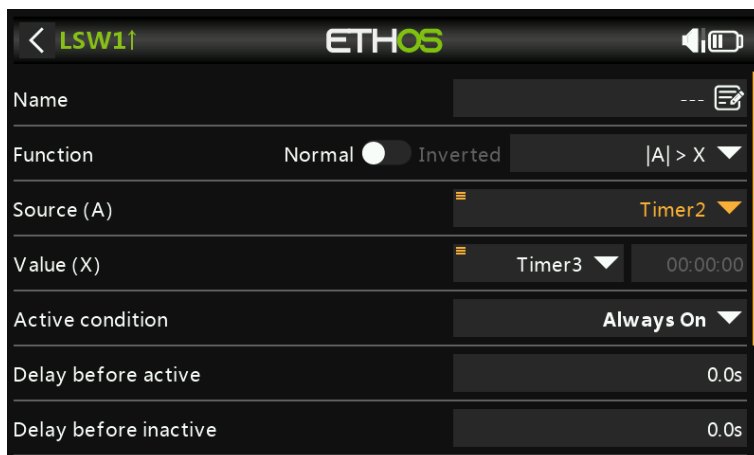 LSW1↑ ETHOS
Name ---
Function Normal Inverted |A| > X
Source (A) Timer2
Value (X) Timer3 00:00:00
Active condition Always On
Delay before active 0.0s
Delay before inactive 0.0s